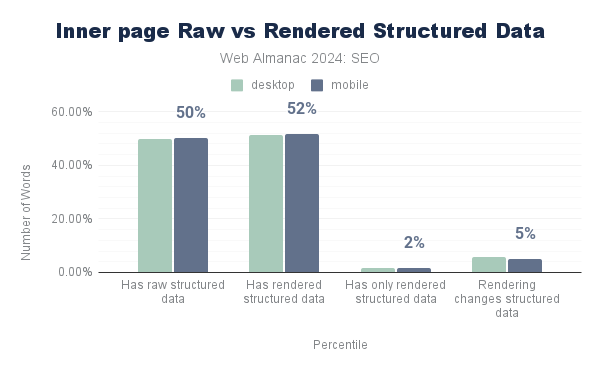 Inner page Raw vs Rendered Structured Data
Web Almanac 2024: SEO
desktop
mobile
Number of Words
60.00%
40.00%
20.00%
0.00%
50%
52%
2%
5%
Has raw structured
data
Has rendered
structured data
Has only rendered
structured data
Rendering
changes structured
data
Percentile